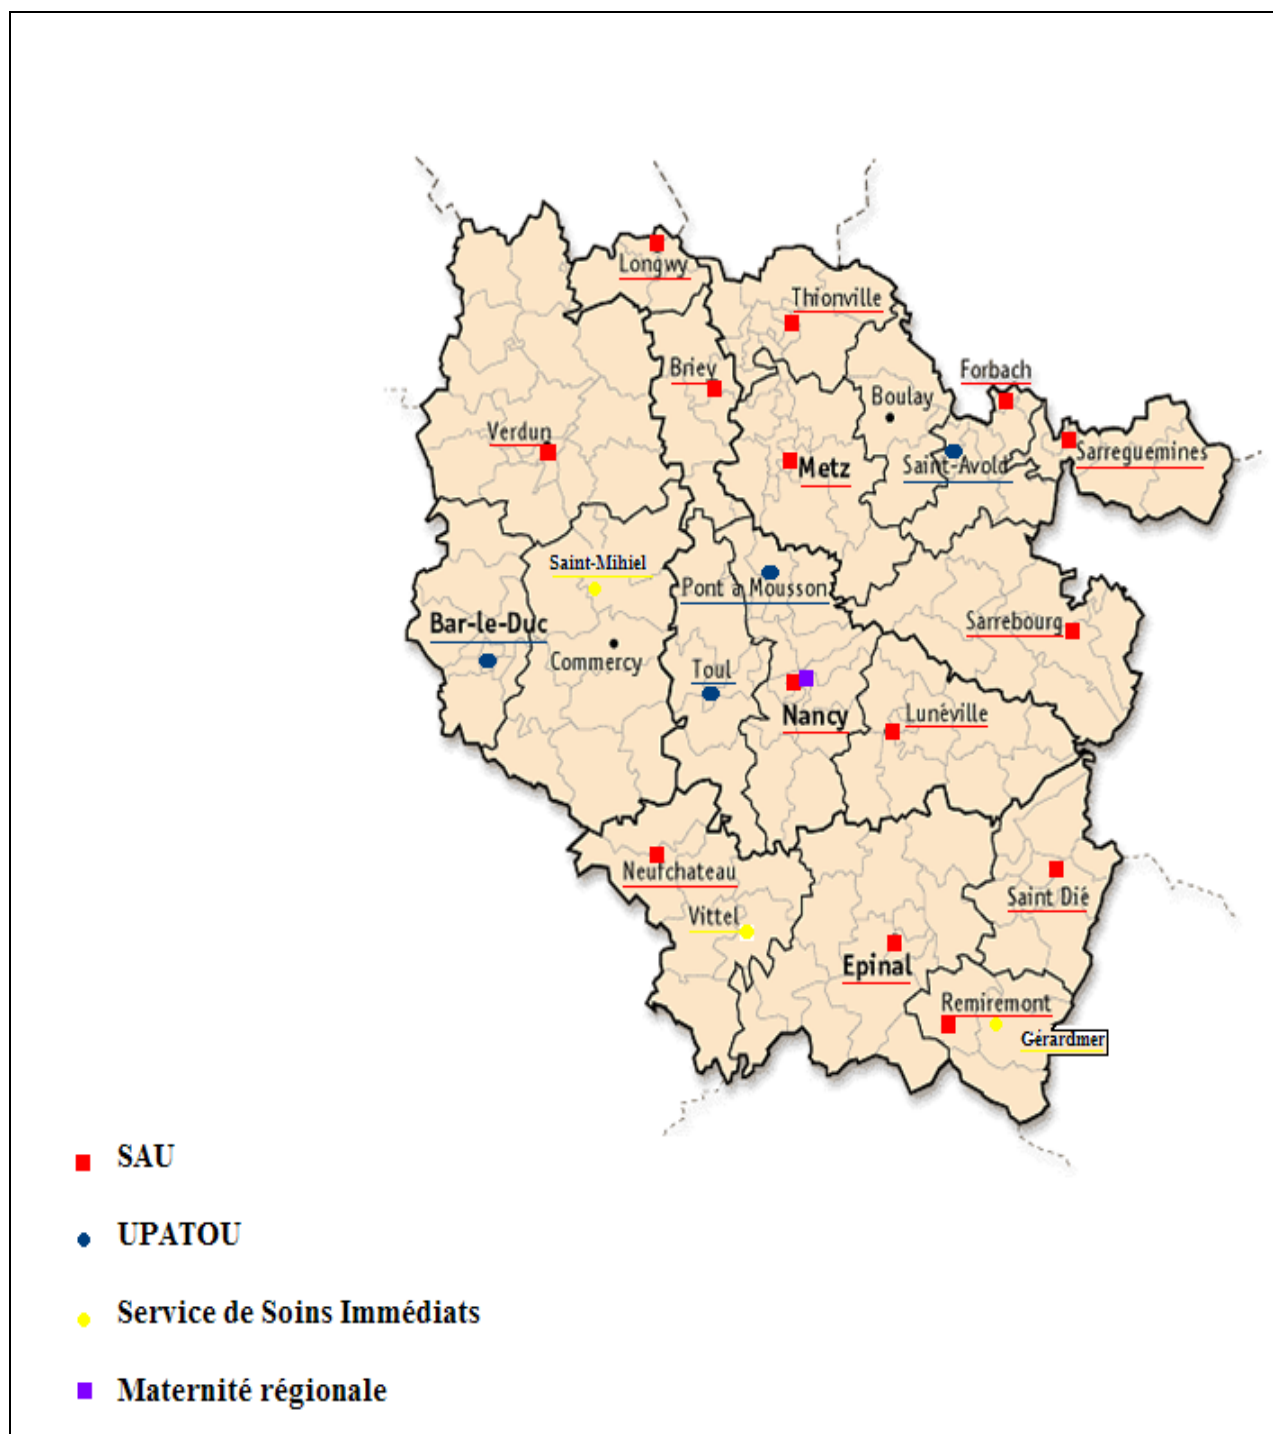 Longwy
Thionville
Briey
Forbach
Boulay
Verdun
Metz
Saint-Avold
Sarreguemines
Saint-Mihiel
Pont à Mousson
Bar-le-Duc
Sarrebourg
Commercy
Toul
Nancy
Lunéville
Neufchateau
Saint Dié
Vittel
Epinal
Remiremont
Gérardmer
SAU
UPATOU
Service de Soins Immédiats
Maternité régionale